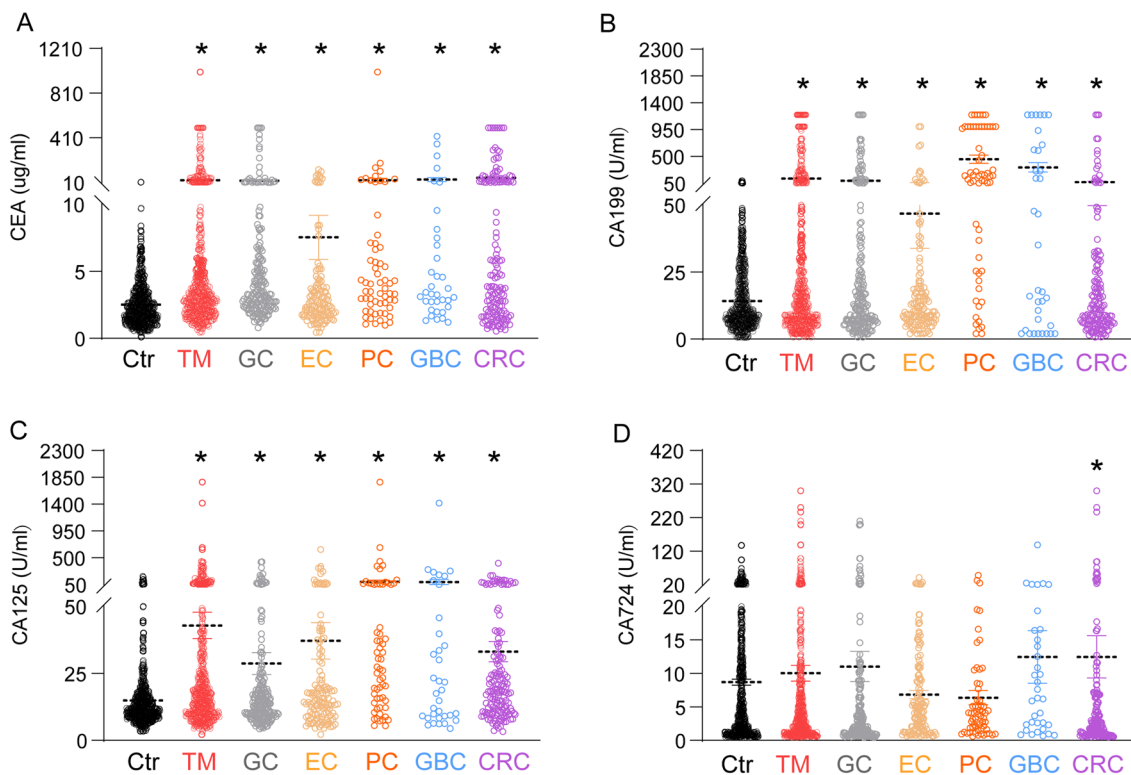 A
CEA (ug/ml)
1210
810
410
10
10
5
0
* * * * * *
Ctr TM GC EC PC GBC CRC
B
CA199 (U/ml)
2300
1850
1400
950
500
50
50
25
0
* * * * * *
Ctr TM GC EC PC GBC CRC
C
CA125 (U/ml)
2300
1850
1400
950
500
50
50
25
0
* * * * * *
Ctr TM GC EC PC GBC CRC
D
CA724 (U/ml)
420
320
220
120
20
20
15
10
5
0
*
Ctr TM GC EC PC GBC CRC